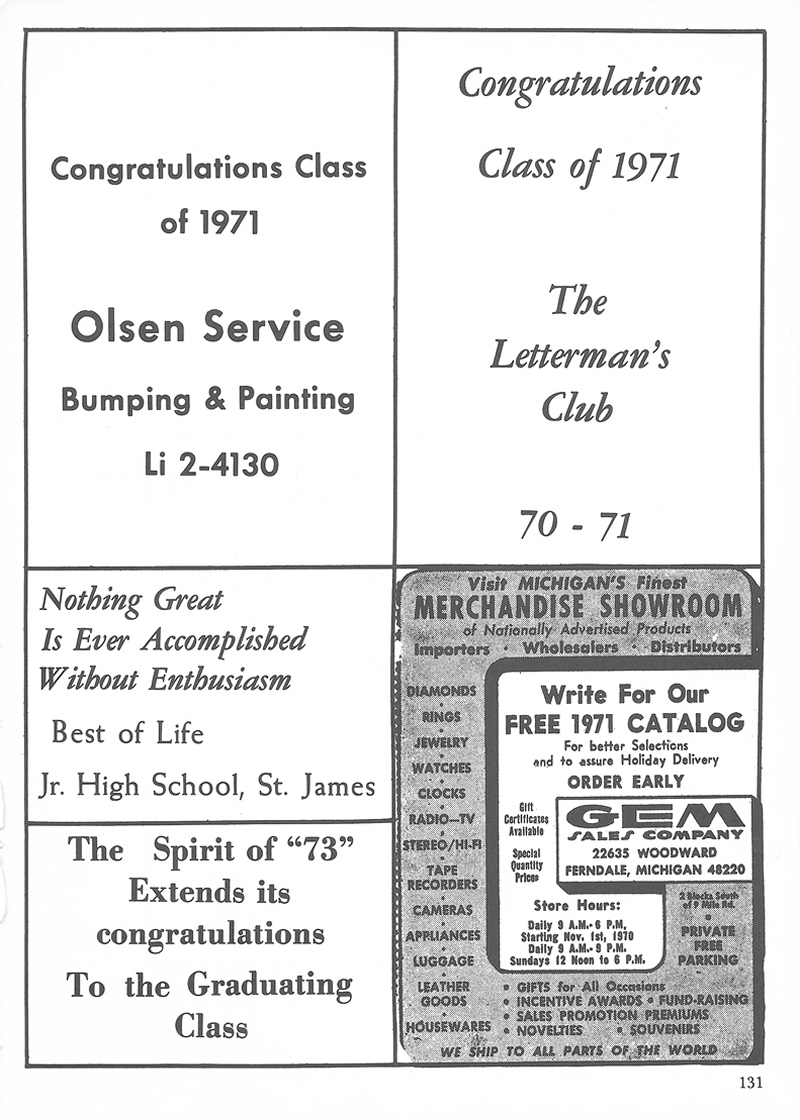 Congratulations Class
of 1971
Olsen Service
Bumping & Painting
Li 2-4130
Congratulations
Class of 1971
The
Letterman's
Club
70 - 71
Nothing Great
Is Ever Accomplished
Without Enthusiasm
Best of Life
Jr. High School, St. James
The Spirit of “73”
Extends its
congratulations
To the Graduating
Class
Visit MICHIGAN'S Finest
MERCHANDISE SHOWROOM
of Nationally Advertised Products
Importers • Wholesalers • Distributors
DIAMONDS
•
RINGS
•
JEWELRY
•
WATCHES
•
CLOCKS
•
RADIO—TV
•
STEREO/HI-FI
•
TAPE
RECORDERS
•
CAMERAS
•
APPLIANCES
•
LUGGAGE
•
LEATHER
GOODS
•
HOUSEWARES
Write For Our
FREE 1971 CATALOG
For better Selections
and to assure Holiday Delivery
ORDER EARLY
Gift
Certificates
Available
Special
Quantity
Prices
GEM
SALES COMPANY
22635 WOODWARD
FERNDALE, MICHIGAN 48220
Store Hours:
Daily 9 A.M.-6 P.M.
Starting Nov. 1st, 1970
Daily 9 A.M.-9 P.M.
Sundays 12 Noon to 6 P.M.
2 Blocks South
of 9 Mile Rd.
•
PRIVATE
FREE
PARKING
• GIFTS for All Occasions
• INCENTIVE AWARDS • FUND-RAISING
• SALES PROMOTION PREMIUMS
• NOVELTIES • SOUVENIRS
WE SHIP TO ALL PARTS OF THE WORLD
131